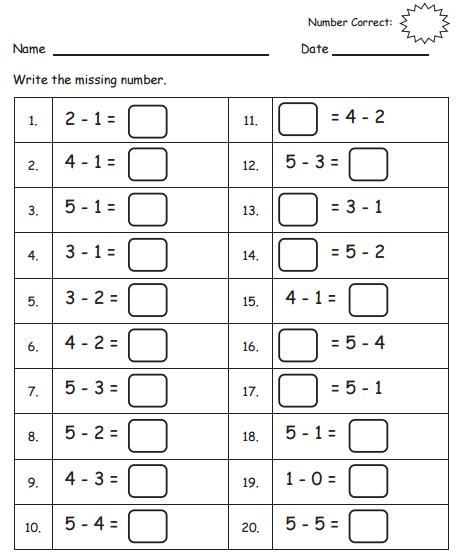 Number Correct:
Name Date
Write the missing number.
1. 2 - 1 =
2. 4 - 1 =
3. 5 - 1 =
4. 3 - 1 =
5. 3 - 2 =
6. 4 - 2 =
7. 5 - 3 =
8. 5 - 2 =
9. 4 - 3 =
10. 5 - 4 =
11. = 4 - 2
12. 5 - 3 =
13. = 3 - 1
14. = 5 - 2
15. 4 - 1 =
16. = 5 - 4
17. = 5 - 1
18. 5 - 1 =
19. 1 - 0 =
20. 5 - 5 =